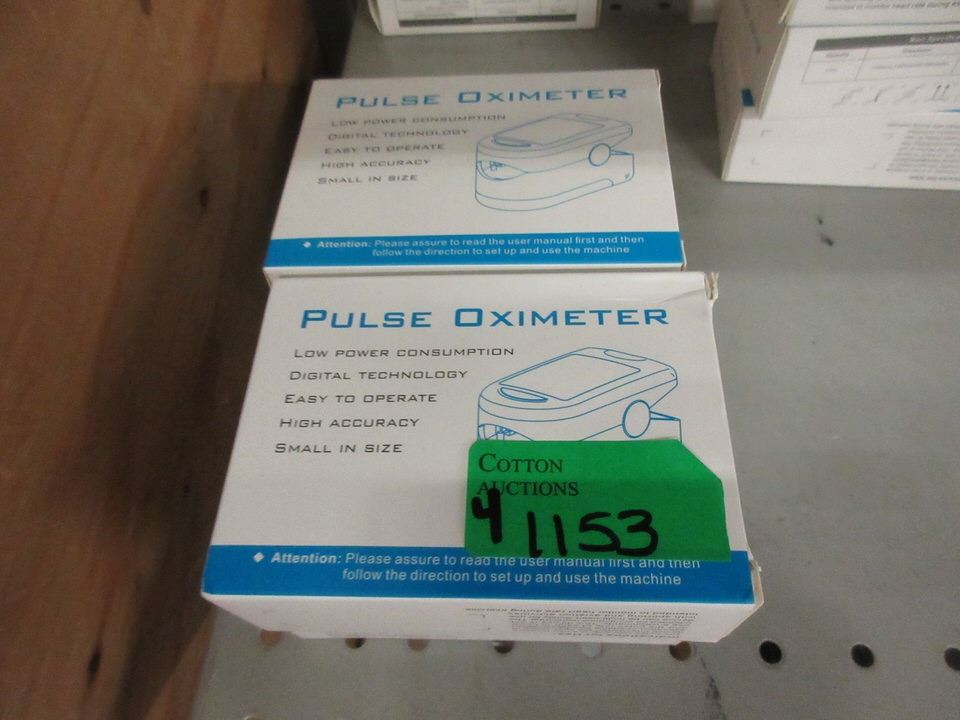 PULSE OXIMETER
LOW POWER CONSUMPTION
DIGITAL TECHNOLOGY
EASY TO OPERATE
HIGH ACCURACY
SMALL IN SIZE
◆ Attention: Please assure to read the user manual first and then
follow the direction to set up and use the machine
PULSE OXIMETER
LOW POWER CONSUMPTION
DIGITAL TECHNOLOGY
EASY TO OPERATE
HIGH ACCURACY
SMALL IN SIZE
COTTON
AUCTIONS
4 1153
◆ Attention: Please assure to read the user manual first and then
follow the direction to set up and use the machine